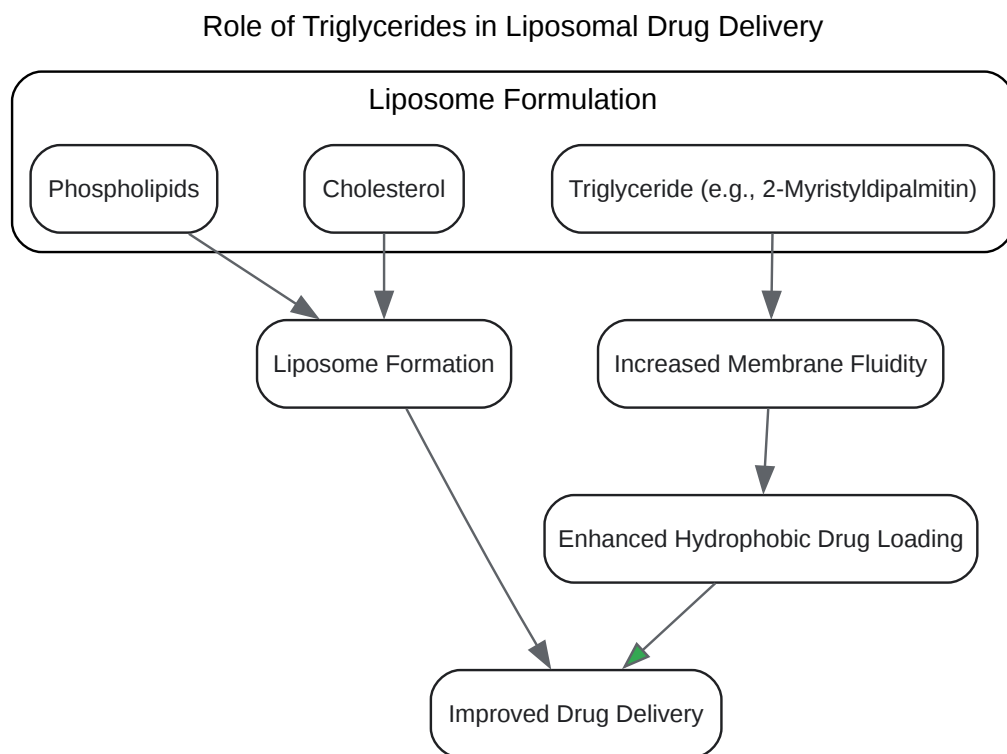 Role of Triglycerides in Liposomal Drug Delivery
Liposome Formulation
Phospholipids
Cholesterol
Triglyceride (e.g., 2-Myristyldipalmitin)
Liposome Formation
Increased Membrane Fluidity
Enhanced Hydrophobic Drug Loading
Improved Drug Delivery